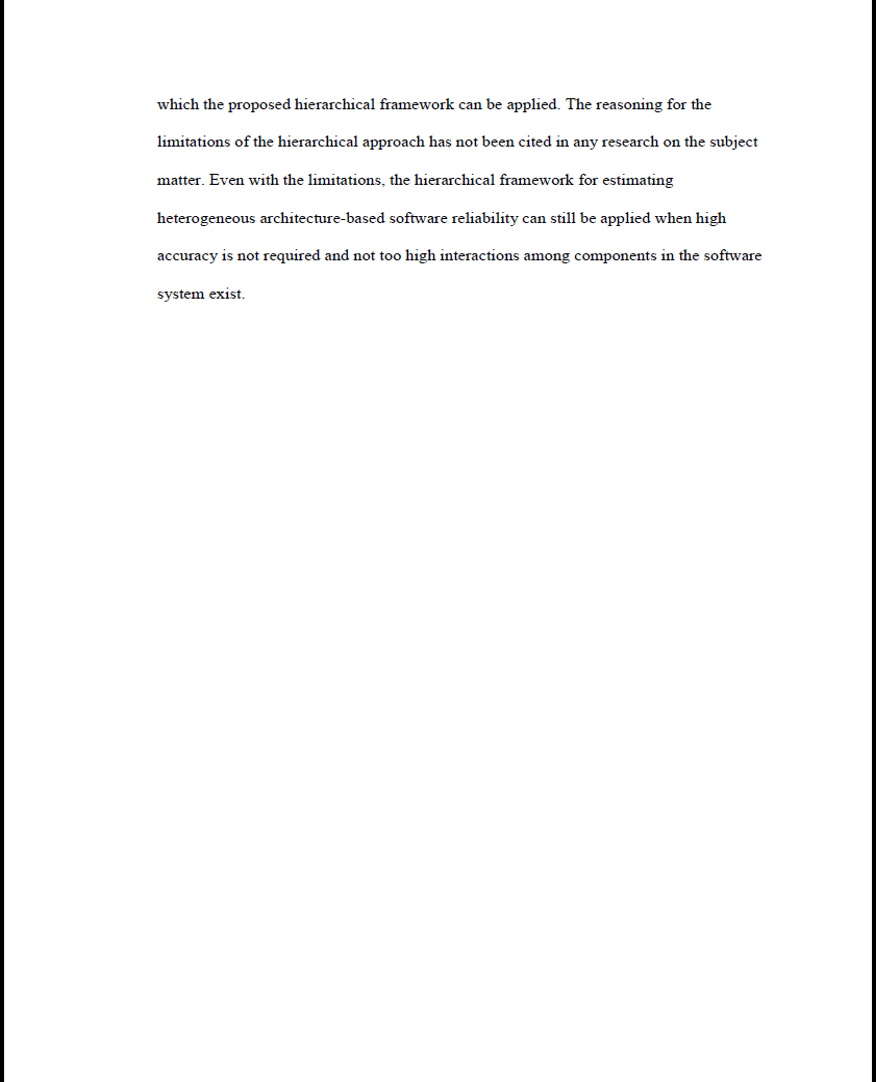 which the proposed hierarchical framework can be applied. The reasoning for the
limitations of the hierarchical approach has not been cited in any research on the subject
matter. Even with the limitations, the hierarchical framework for estimating
heterogeneous architecture-based software reliability can still be applied when high
accuracy is not required and not too high interactions among components in the software
system exist.